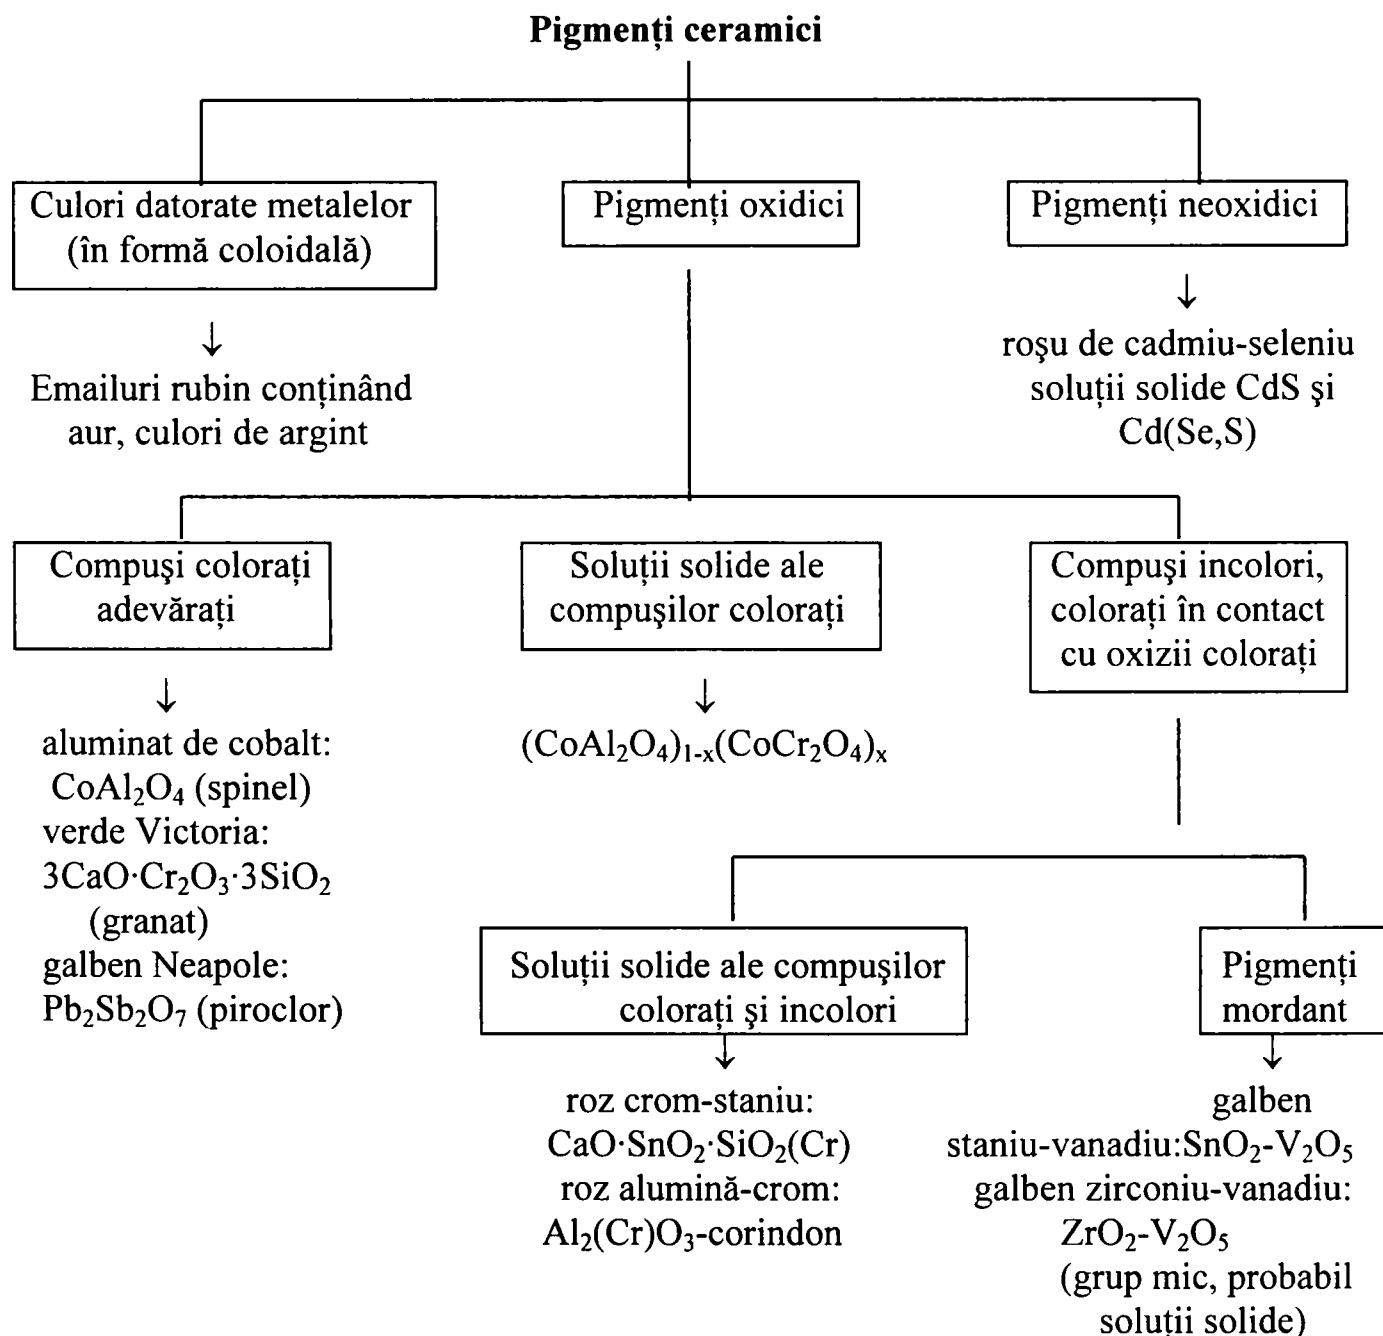 Pigmenți ceramici
Culori datorate metalelor
(în formă coloidală)
Pigmenți oxidici
Pigmenți neoxidici
↓
Emailuri rubin conținând
aur, culori de argint
↓
roşu de cadmiu-seleniu
soluții solide CdS şi
Cd(Se,S)
Compuşi colorați
adevărați
Soluții solide ale
compuşilor colorați
Compuşi incolori,
colorați în contact
cu oxizii colorați
↓
aluminat de cobalt:
CoAl₂O₄ (spinel)
verde Victoria:
3CaO·Cr₂O₃·3SiO₂
(granat)
galben Neapole:
Pb₂Sb₂O₇ (piroclor)
↓
(CoAl₂O₄)₁₋ₓ(CoCr₂O₄)ₓ
Soluții solide ale compuşilor
colorați şi incolori
Pigmenți
mordant
↓
roz crom-staniu:
CaO·SnO₂·SiO₂(Cr)
roz alumină-crom:
Al₂(Cr)O₃-corindon
↓
galben
staniu-vanadiu:SnO₂-V₂O₅
galben zirconiu-vanadiu:
ZrO₂-V₂O₅
(grup mic, probabil
soluții solide)